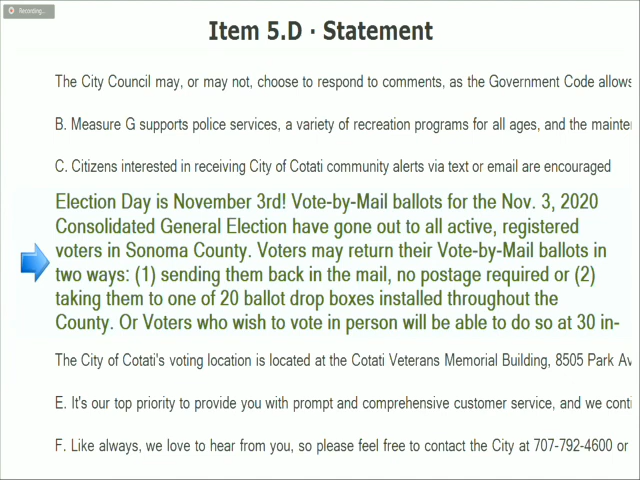 Recording...
Item 5.D · Statement
The City Council may, or may not, choose to respond to comments, as the Government Code allows
B. Measure G supports police services, a variety of recreation programs for all ages, and the mainte
C. Citizens interested in receiving City of Cotati community alerts via text or email are encouraged
Election Day is November 3rd! Vote-by-Mail ballots for the Nov. 3, 2020
Consolidated General Election have gone out to all active, registered
voters in Sonoma County. Voters may return their Vote-by-Mail ballots in
two ways: (1) sending them back in the mail, no postage required or (2)
taking them to one of 20 ballot drop boxes installed throughout the
County. Or Voters who wish to vote in person will be able to do so at 30 in-
The City of Cotati's voting location is located at the Cotati Veterans Memorial Building, 8505 Park Av
E. It's our top priority to provide you with prompt and comprehensive customer service, and we conti
F. Like always, we love to hear from you, so please feel free to contact the City at 707-792-4600 or